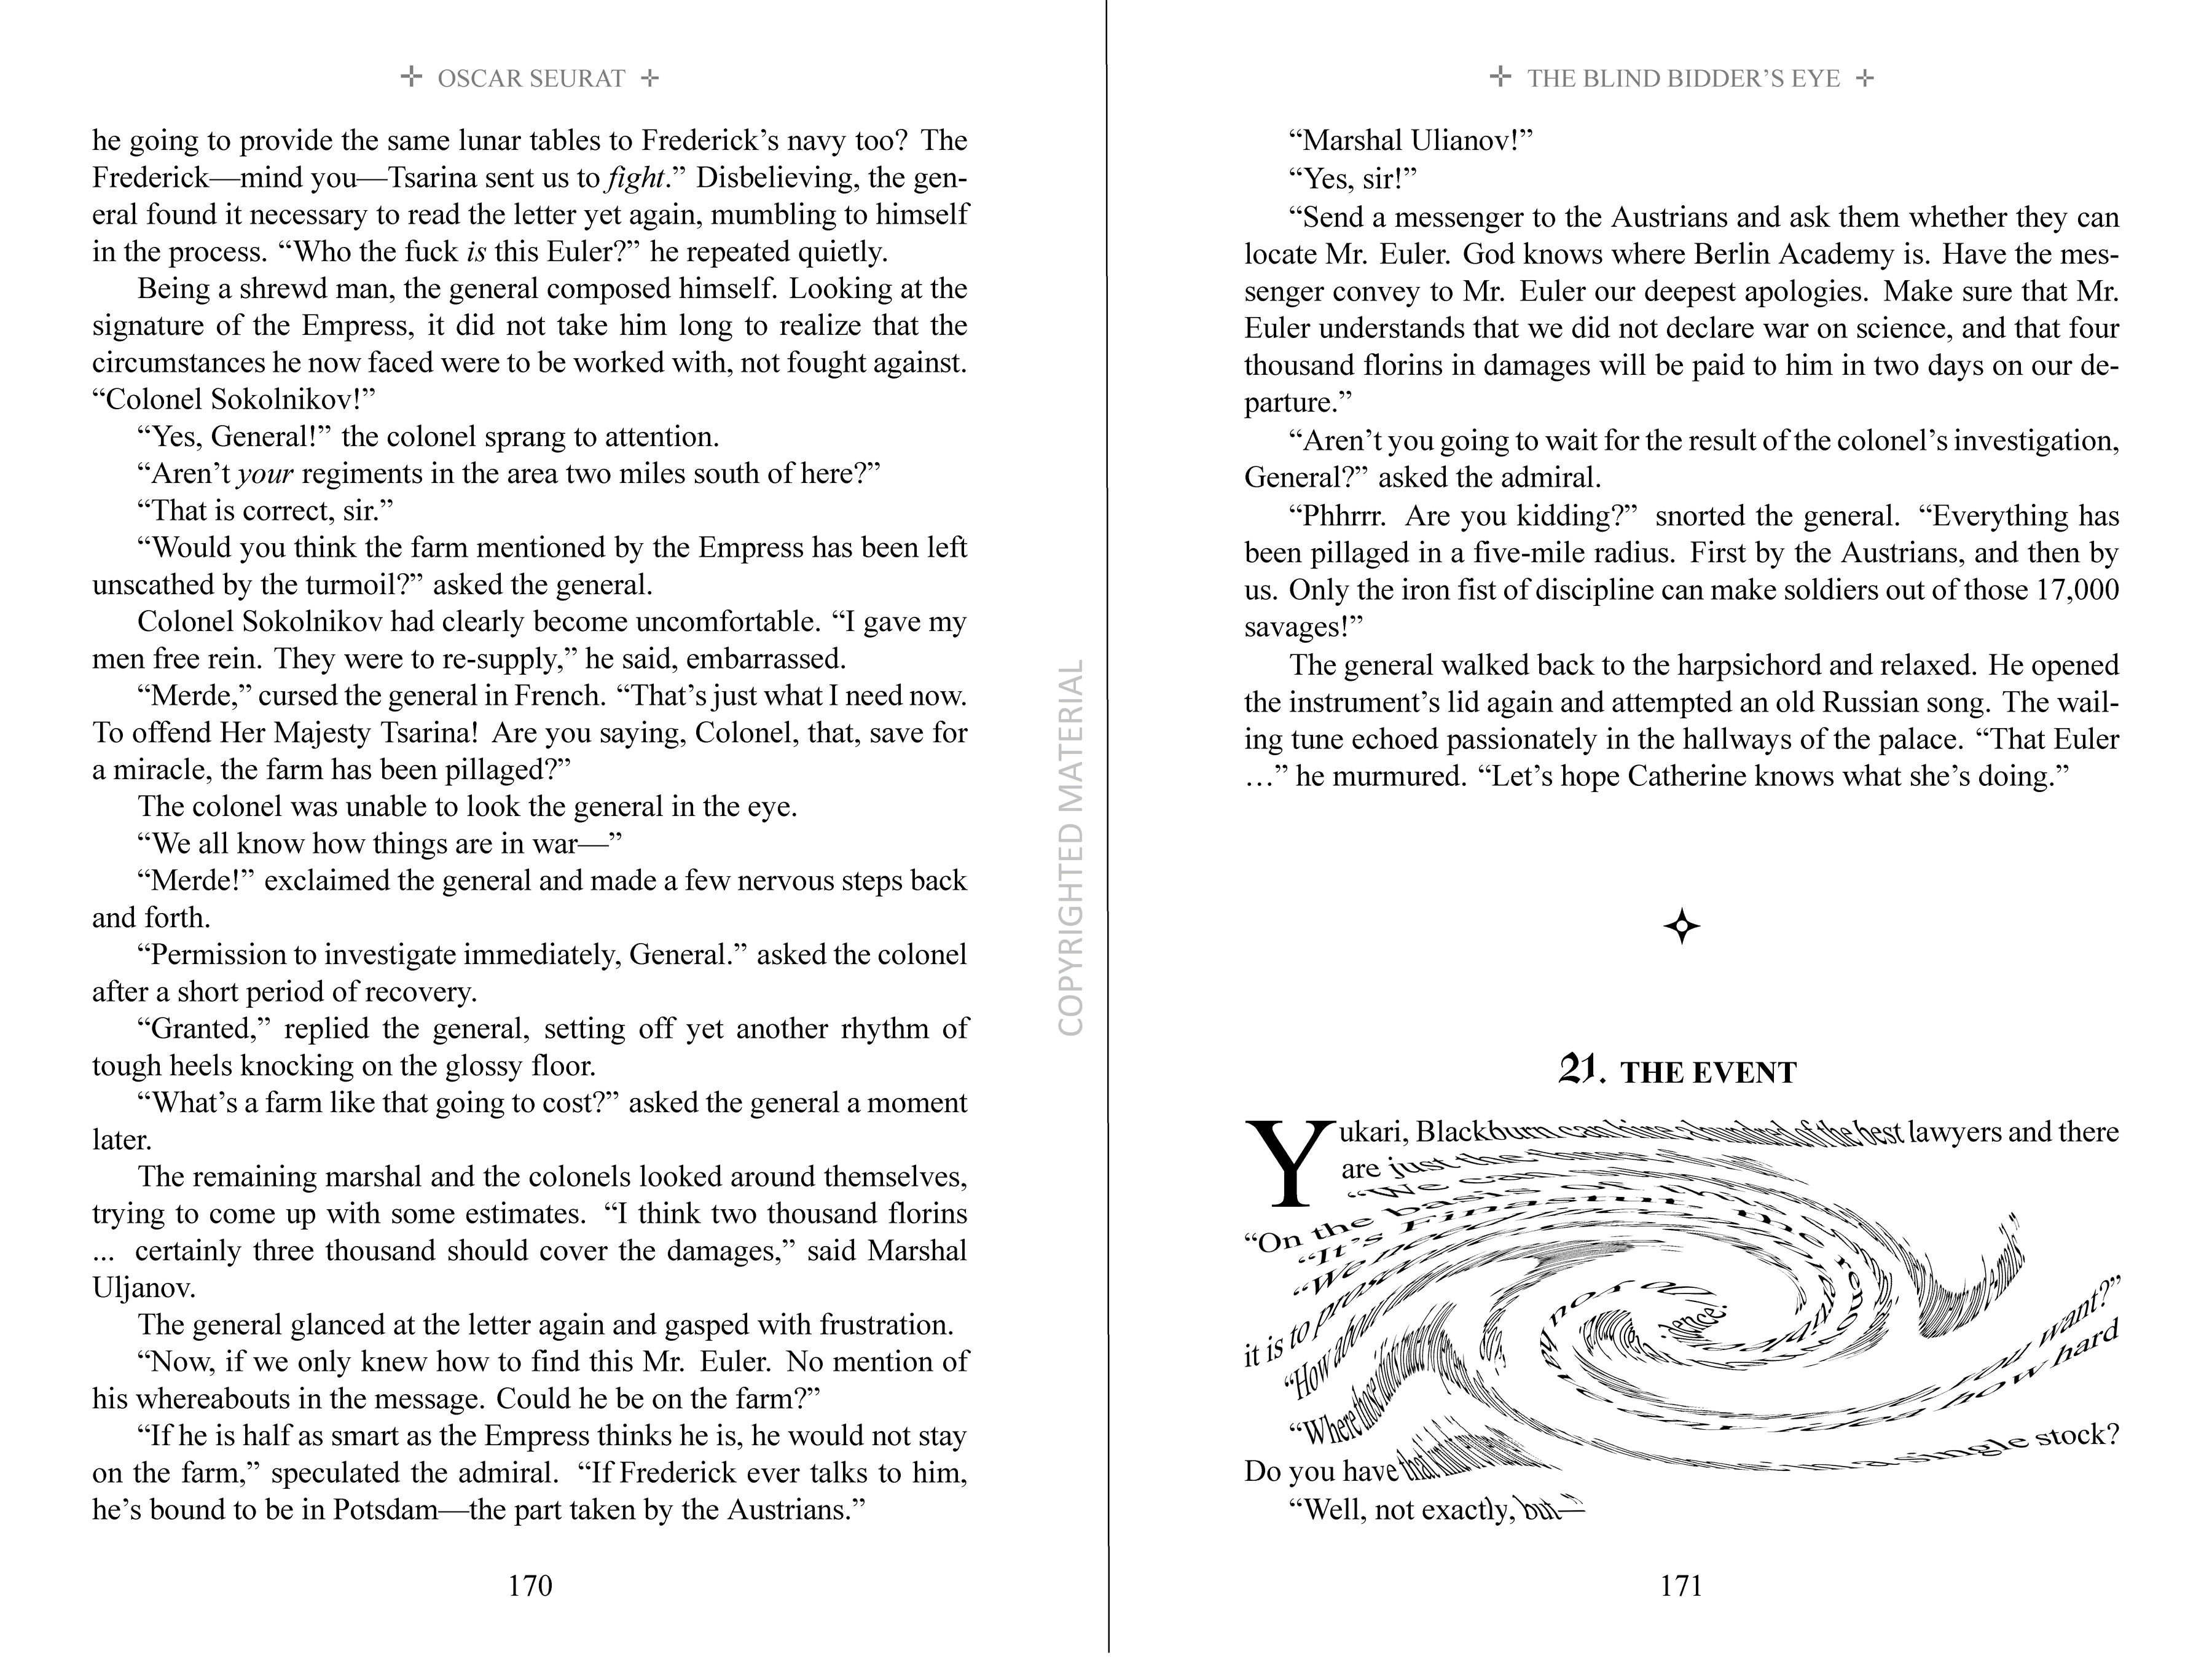 ✢ OSCAR SEURAT ✢
he going to provide the same lunar tables to Frederick’s navy too? The
Frederick—mind you—Tsarina sent us to fight.” Disbelieving, the gen-
eral found it necessary to read the letter yet again, mumbling to himself
in the process. “Who the fuck is this Euler?” he repeated quietly.
Being a shrewd man, the general composed himself. Looking at the
signature of the Empress, it did not take him long to realize that the
circumstances he now faced were to be worked with, not fought against.
“Colonel Sokolnikov!”
“Yes, General!” the colonel sprang to attention.
“Aren’t your regiments in the area two miles south of here?”
“That is correct, sir.”
“Would you think the farm mentioned by the Empress has been left
unscathed by the turmoil?” asked the general.
Colonel Sokolnikov had clearly become uncomfortable. “I gave my
men free rein. They were to re-supply,” he said, embarrassed.
“Merde,” cursed the general in French. “That’s just what I need now.
To offend Her Majesty Tsarina! Are you saying, Colonel, that, save for
a miracle, the farm has been pillaged?”
The colonel was unable to look the general in the eye.
“We all know how things are in war—”
“Merde!” exclaimed the general and made a few nervous steps back
and forth.
“Permission to investigate immediately, General.” asked the colonel
after a short period of recovery.
“Granted,” replied the general, setting off yet another rhythm of
tough heels knocking on the glossy floor.
“What’s a farm like that going to cost?” asked the general a moment
later.
The remaining marshal and the colonels looked around themselves,
trying to come up with some estimates. “I think two thousand florins
... certainly three thousand should cover the damages,” said Marshal
Uljanov.
The general glanced at the letter again and gasped with frustration.
“Now, if we only knew how to find this Mr. Euler. No mention of
his whereabouts in the message. Could he be on the farm?”
“If he is half as smart as the Empress thinks he is, he would not stay
on the farm,” speculated the admiral. “If Frederick ever talks to him,
he’s bound to be in Potsdam—the part taken by the Austrians.”
170
COPYRIGHTED MATERIAL
✢ THE BLIND BIDDER’S EYE ✢
“Marshal Ulianov!”
“Yes, sir!”
“Send a messenger to the Austrians and ask them whether they can
locate Mr. Euler. God knows where Berlin Academy is. Have the mes-
senger convey to Mr. Euler our deepest apologies. Make sure that Mr.
Euler understands that we did not declare war on science, and that four
thousand florins in damages will be paid to him in two days on our de-
parture.”
“Aren’t you going to wait for the result of the colonel’s investigation,
General?” asked the admiral.
“Phhrrr. Are you kidding?” snorted the general. “Everything has
been pillaged in a five-mile radius. First by the Austrians, and then by
us. Only the iron fist of discipline can make soldiers out of those 17,000
savages!”
The general walked back to the harpsichord and relaxed. He opened
the instrument’s lid again and attempted an old Russian song. The wail-
ing tune echoed passionately in the hallways of the palace. “That Euler
…” he murmured. “Let’s hope Catherine knows what she’s doing.”
21. THE EVENT
Yukari, Blackburn can hire a hundred of the best lawyers and there
are just the
“We can
“On the basis of this
“It’s Finastut
“We need
it is to
“How about
you want?”
how hard
“Where those
Do you have that kind in a single stock?
“Well, not exactly, but—”
171